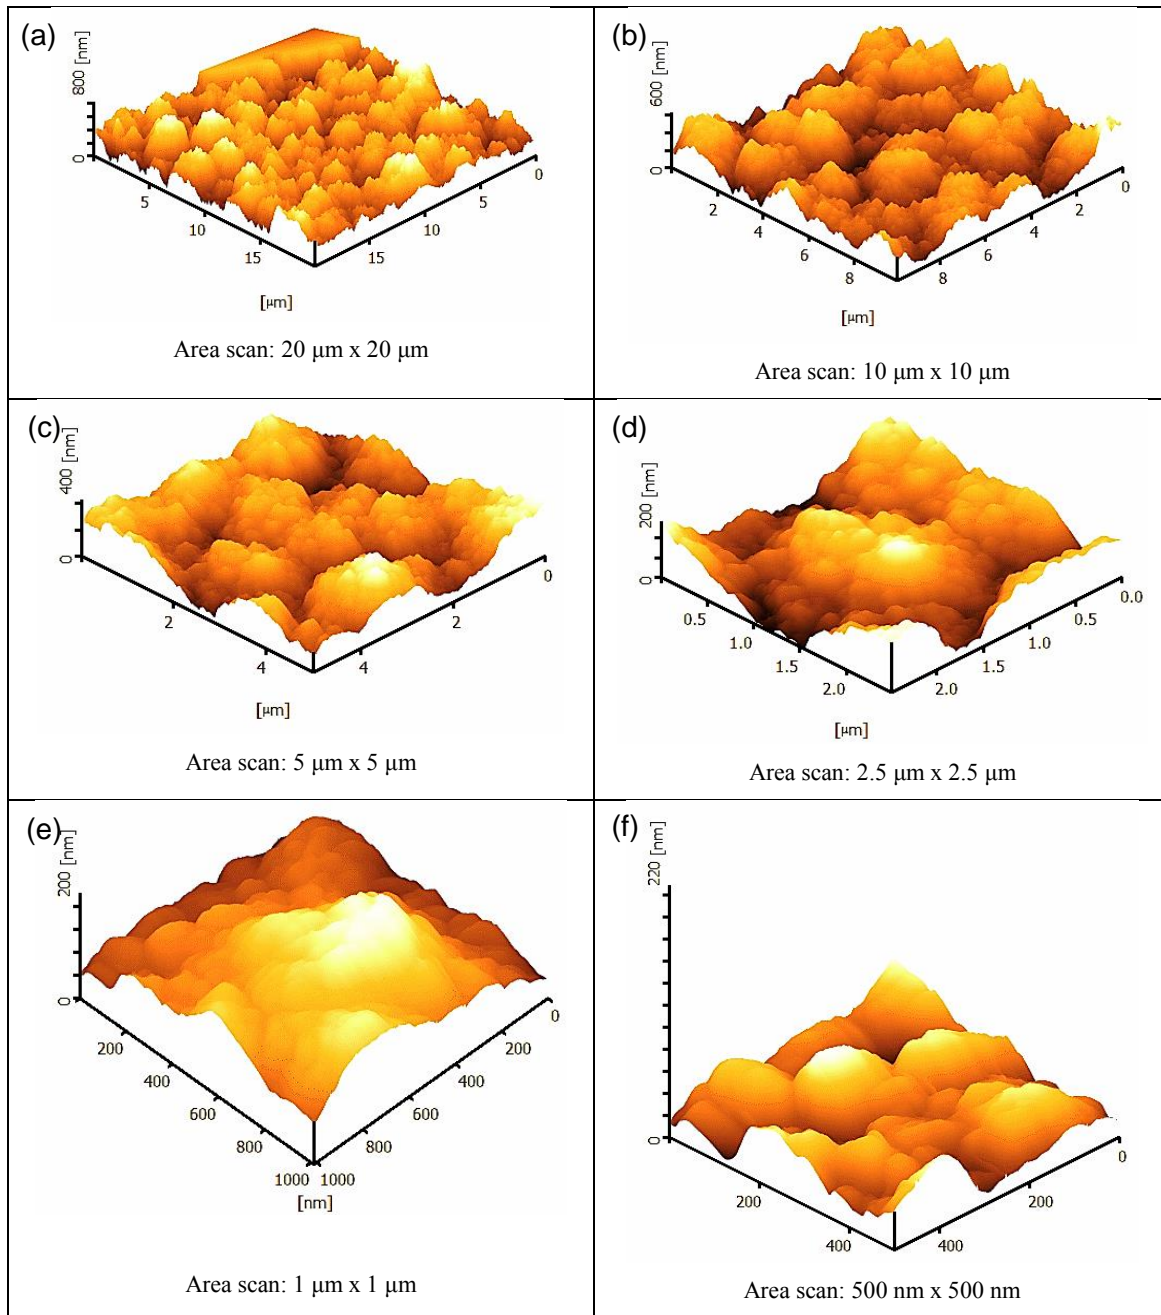 (a)
800 [nm]
0
5
10
15
15
10
5
0
[μm]
Area scan: 20 μm x 20 μm
(b)
600 [nm]
0
2
4
6
8
8
6
4
2
0
[μm]
Area scan: 10 μm x 10 μm
(c)
400 [nm]
0
2
4
4
2
0
[μm]
Area scan: 5 μm x 5 μm
(d)
200 [nm]
0
0.5
1.0
1.5
2.0
2.0
1.5
1.0
0.5
0.0
[μm]
Area scan: 2.5 μm x 2.5 μm
(e)
200 [nm]
0
200
400
600
800
1000
1000
800
600
400
200
0
[nm]
Area scan: 1 μm x 1 μm
(f)
220 [nm]
0
200
400
400
200
0
Area scan: 500 nm x 500 nm